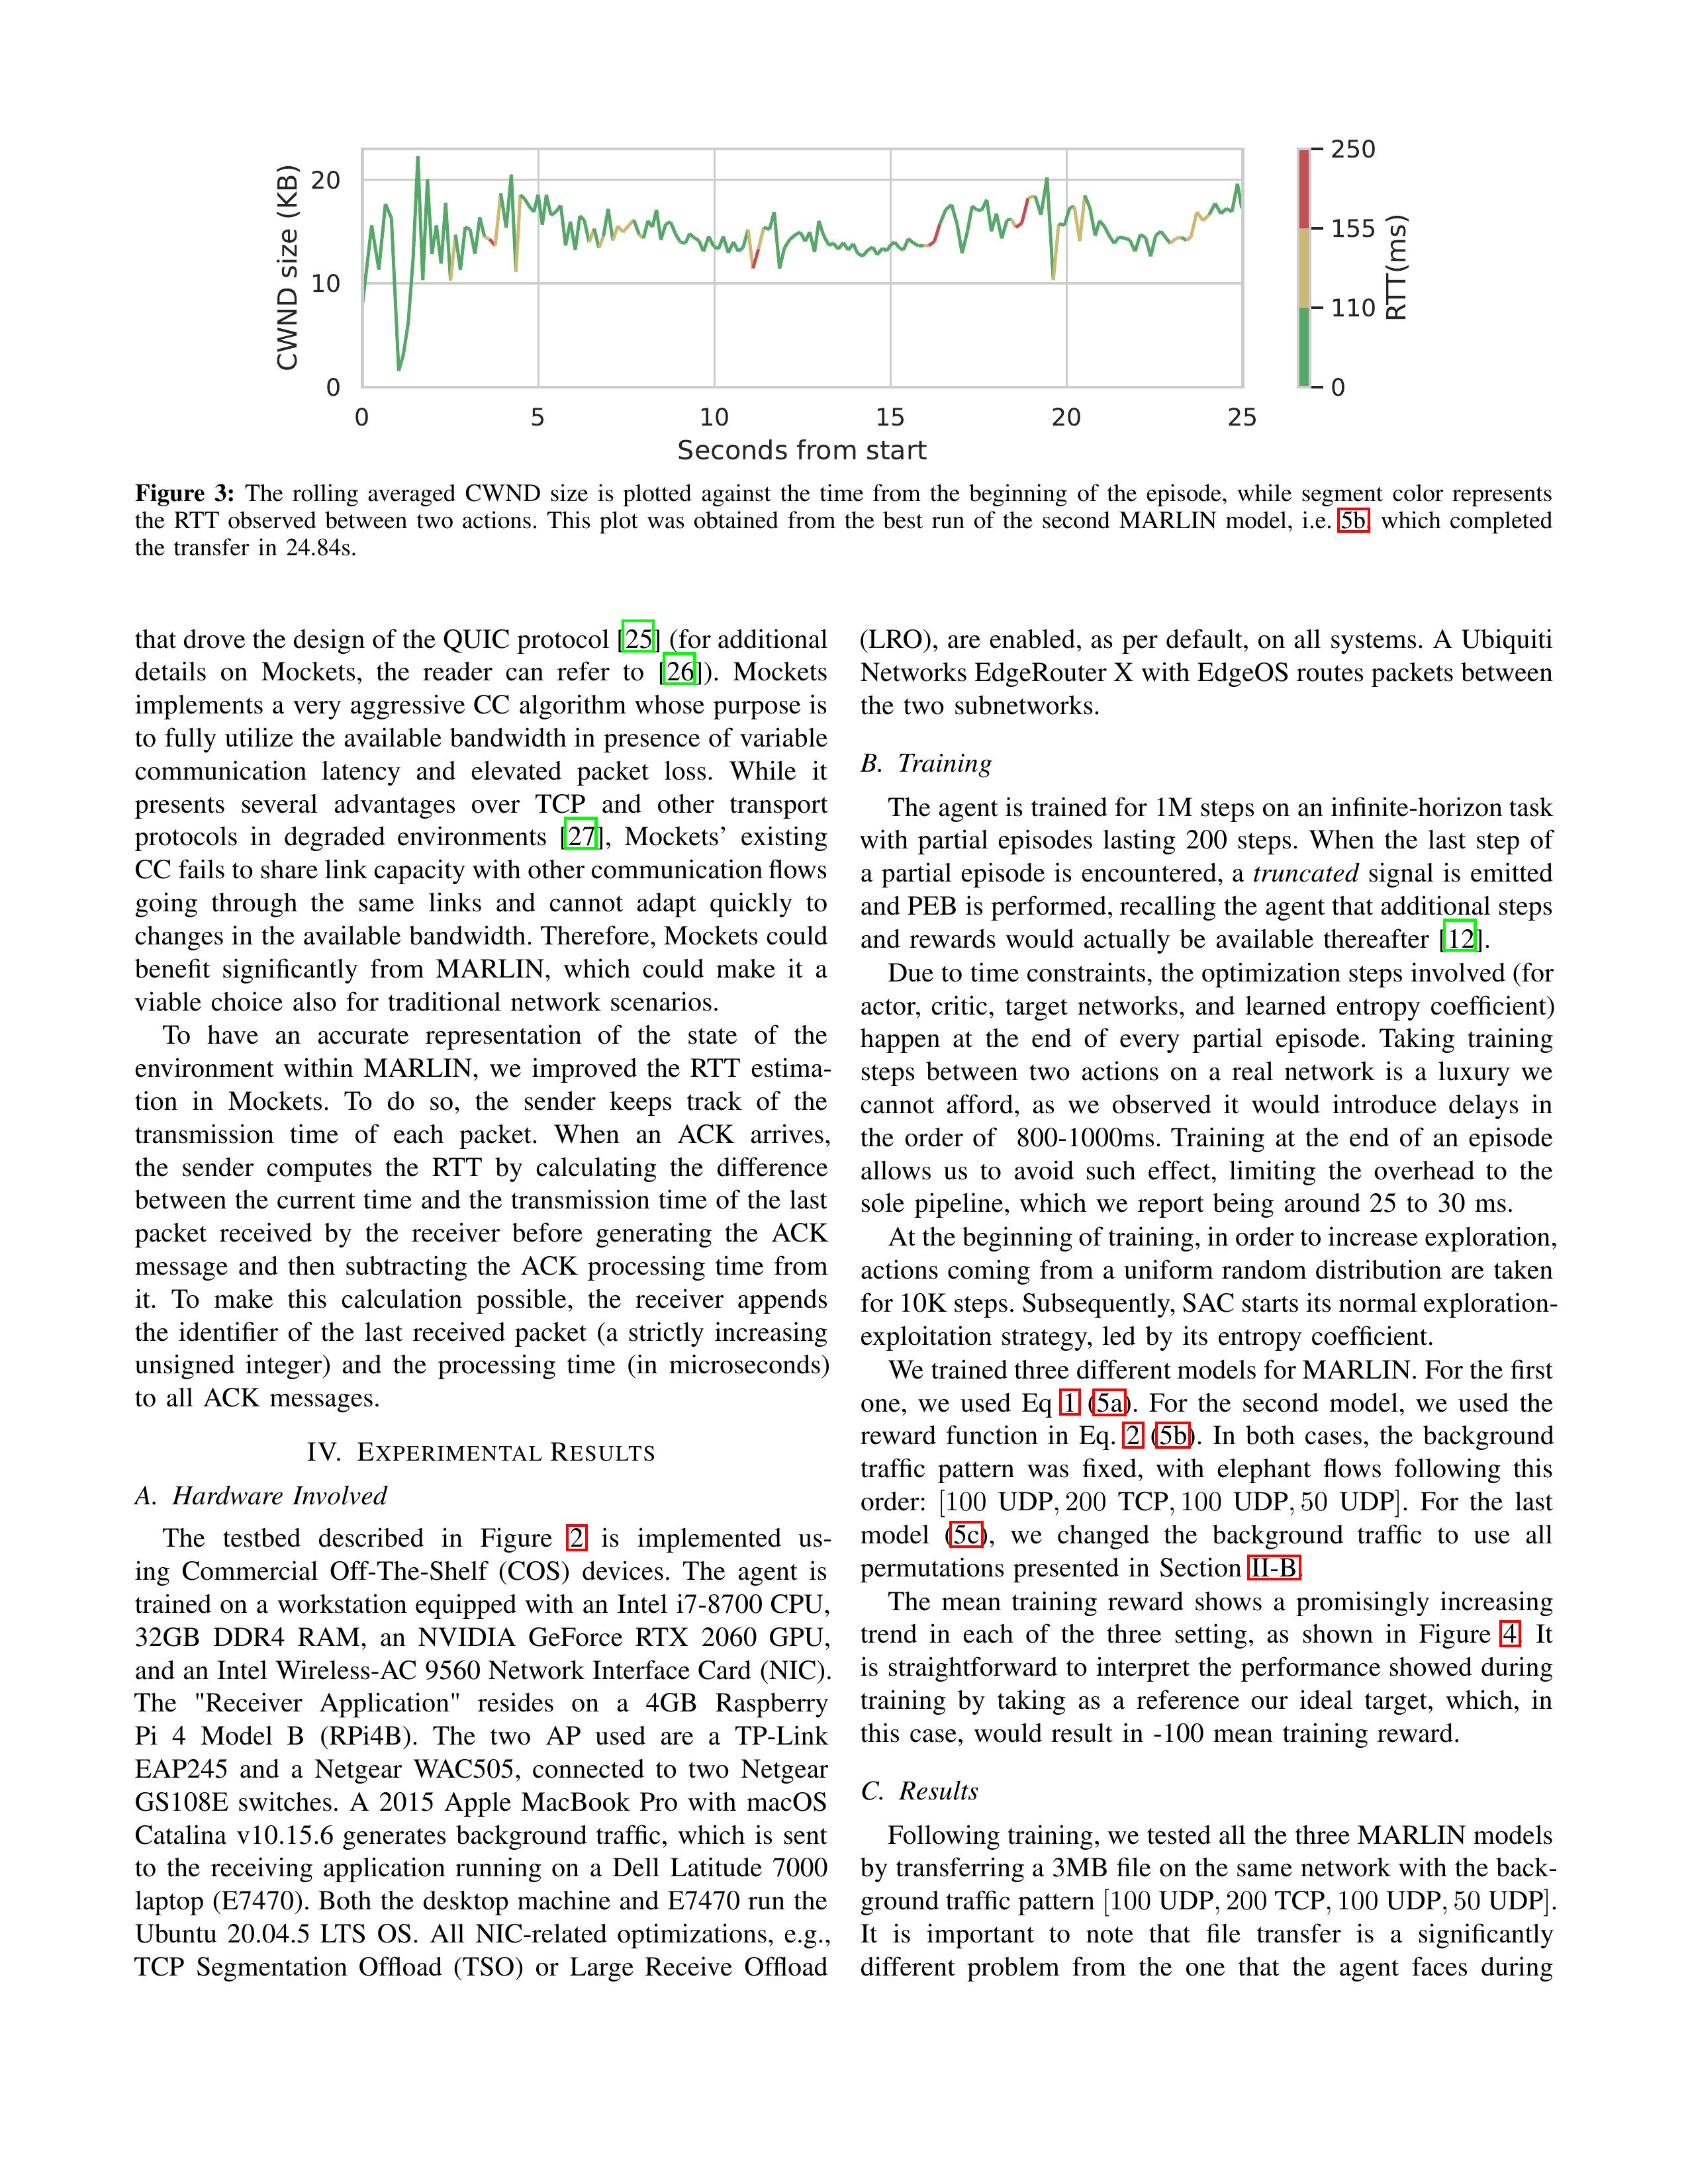 CWND size (KB)
20
10
0
0 5 10 15 20 25
Seconds from start
250
155
110
0
RTT(ms)
Figure 3: The rolling averaged CWND size is plotted against the time from the beginning of the episode, while segment color represents
the RTT observed between two actions. This plot was obtained from the best run of the second MARLIN model, i.e. 5b, which completed
the transfer in 24.84s.
that drove the design of the QUIC protocol [25] (for additional
details on Mockets, the reader can refer to [26]). Mockets
implements a very aggressive CC algorithm whose purpose is
to fully utilize the available bandwidth in presence of variable
communication latency and elevated packet loss. While it
presents several advantages over TCP and other transport
protocols in degraded environments [27], Mockets' existing
CC fails to share link capacity with other communication flows
going through the same links and cannot adapt quickly to
changes in the available bandwidth. Therefore, Mockets could
benefit significantly from MARLIN, which could make it a
viable choice also for traditional network scenarios.
To have an accurate representation of the state of the
environment within MARLIN, we improved the RTT estima-
tion in Mockets. To do so, the sender keeps track of the
transmission time of each packet. When an ACK arrives,
the sender computes the RTT by calculating the difference
between the current time and the transmission time of the last
packet received by the receiver before generating the ACK
message and then subtracting the ACK processing time from
it. To make this calculation possible, the receiver appends
the identifier of the last received packet (a strictly increasing
unsigned integer) and the processing time (in microseconds)
to all ACK messages.
IV. EXPERIMENTAL RESULTS
A. Hardware Involved
The testbed described in Figure 2 is implemented us-
ing Commercial Off-The-Shelf (COS) devices. The agent is
trained on a workstation equipped with an Intel i7-8700 CPU,
32GB DDR4 RAM, an NVIDIA GeForce RTX 2060 GPU,
and an Intel Wireless-AC 9560 Network Interface Card (NIC).
The "Receiver Application" resides on a 4GB Raspberry
Pi 4 Model B (RPi4B). The two AP used are a TP-Link
EAP245 and a Netgear WAC505, connected to two Netgear
GS108E switches. A 2015 Apple MacBook Pro with macOS
Catalina v10.15.6 generates background traffic, which is sent
to the receiving application running on a Dell Latitude 7000
laptop (E7470). Both the desktop machine and E7470 run the
Ubuntu 20.04.5 LTS OS. All NIC-related optimizations, e.g.,
TCP Segmentation Offload (TSO) or Large Receive Offload
(LRO), are enabled, as per default, on all systems. A Ubiquiti
Networks EdgeRouter X with EdgeOS routes packets between
the two subnetworks.
B. Training
The agent is trained for 1M steps on an infinite-horizon task
with partial episodes lasting 200 steps. When the last step of
a partial episode is encountered, a truncated signal is emitted
and PEB is performed, recalling the agent that additional steps
and rewards would actually be available thereafter [12].
Due to time constraints, the optimization steps involved (for
actor, critic, target networks, and learned entropy coefficient)
happen at the end of every partial episode. Taking training
steps between two actions on a real network is a luxury we
cannot afford, as we observed it would introduce delays in
the order of 800-1000ms. Training at the end of an episode
allows us to avoid such effect, limiting the overhead to the
sole pipeline, which we report being around 25 to 30 ms.
At the beginning of training, in order to increase exploration,
actions coming from a uniform random distribution are taken
for 10K steps. Subsequently, SAC starts its normal exploration-
exploitation strategy, led by its entropy coefficient.
We trained three different models for MARLIN. For the first
one, we used Eq 1 (5a). For the second model, we used the
reward function in Eq. 2 (5b). In both cases, the background
traffic pattern was fixed, with elephant flows following this
order: [100 UDP, 200 TCP, 100 UDP, 50 UDP]. For the last
model (5c), we changed the background traffic to use all
permutations presented in Section II-B.
The mean training reward shows a promisingly increasing
trend in each of the three setting, as shown in Figure 4. It
is straightforward to interpret the performance showed during
training by taking as a reference our ideal target, which, in
this case, would result in -100 mean training reward.
C. Results
Following training, we tested all the three MARLIN models
by transferring a 3MB file on the same network with the back-
ground traffic pattern [100 UDP, 200 TCP, 100 UDP, 50 UDP].
It is important to note that file transfer is a significantly
different problem from the one that the agent faces during